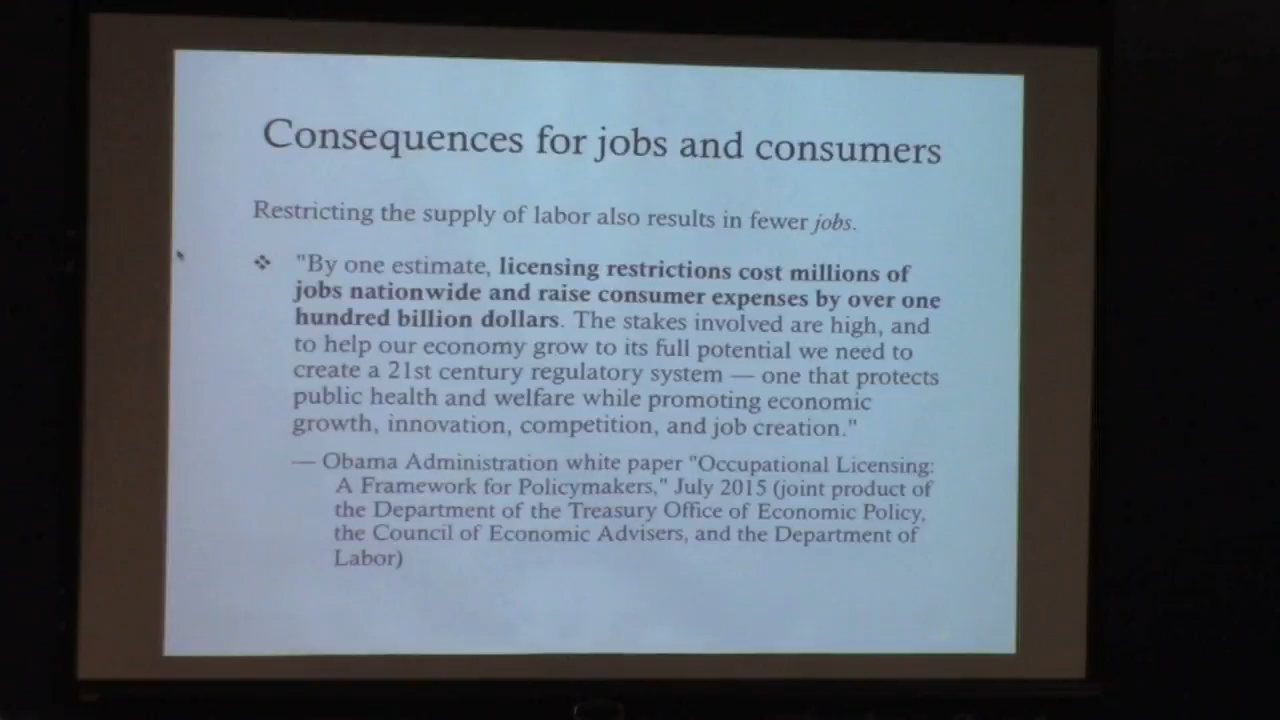 Consequences for jobs and consumers
Restricting the supply of labor also results in fewer jobs.
❖ "By one estimate, licensing restrictions cost millions of
jobs nationwide and raise consumer expenses by over one
hundred billion dollars. The stakes involved are high, and
to help our economy grow to its full potential we need to
create a 21st century regulatory system — one that protects
public health and welfare while promoting economic
growth, innovation, competition, and job creation."
— Obama Administration white paper "Occupational Licensing:
A Framework for Policymakers," July 2015 (joint product of
the Department of the Treasury Office of Economic Policy,
the Council of Economic Advisers, and the Department of
Labor)